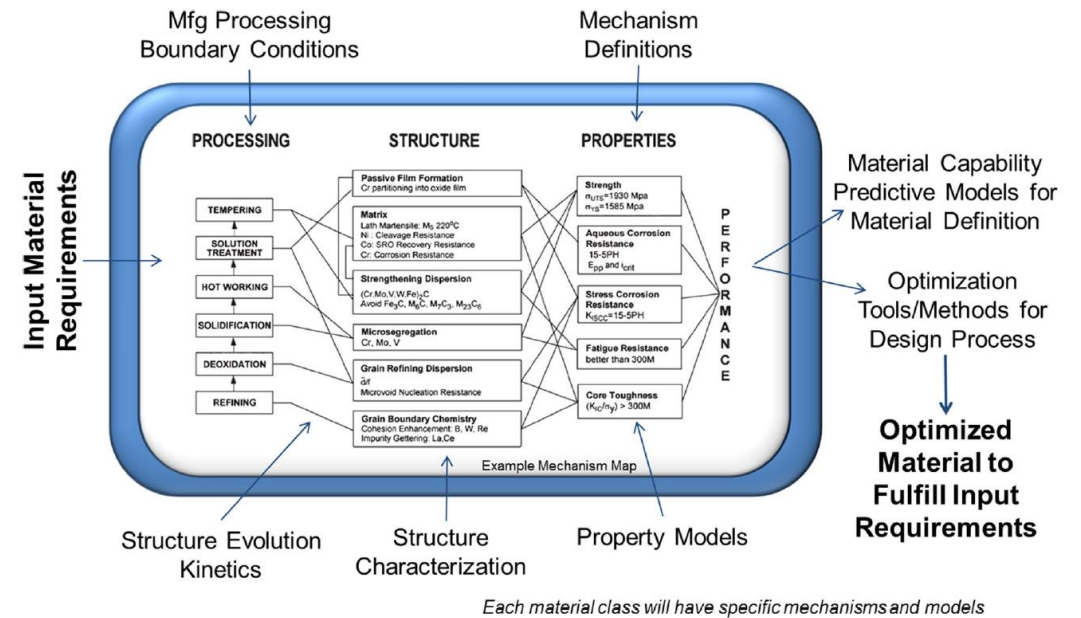 Mfg Processing
Boundary Conditions
Mechanism
Definitions
Input Material
Requirements
PROCESSING
STRUCTURE
PROPERTIES
TEMPERING
SOLUTION
TREATMENT
HOT WORKING
SOLIDIFICATION
DEOXIDATION
REFINING
Passive Film Formation
Cr partitioning into oxide film
Matrix
Lath Martensite: Ms 220°C
Ni : Cleavage Resistance
Co: SRO Recovery Resistance
Cr: Corrosion Resistance
Strengthening Dispersion
(Cr,Mo,V,W,Fe)₂C
Avoid Fe₃C, M₆C, M₇C₃, M₂₃C₆
Microsegregation
Cr, Mo, V
Grain Refining Dispersion
Microvoid Nucleation Resistance
Grain Boundary Chemistry
Cohesion Enhancement: B, W, Re
Impurity Gettering: La,Ce
Strength
σUTS=1930 Mpa
σYS=1585 Mpa
Aqueous Corrosion
Resistance
15-5PH
Epp and icrit
Stress Corrosion
Resistance
KISCC=15-5PH
Fatigue Resistance
better than 300M
Core Toughness
(KIC/σy) > 300M
PERFORMANCE
Example Mechanism Map
Material Capability
Predictive Models for
Material Definition
Optimization
Tools/Methods for
Design Process
Optimized
Material to
Fulfill Input
Requirements
Structure Evolution
Kinetics
Structure
Characterization
Property Models
Each material class will have specific mechanisms and models